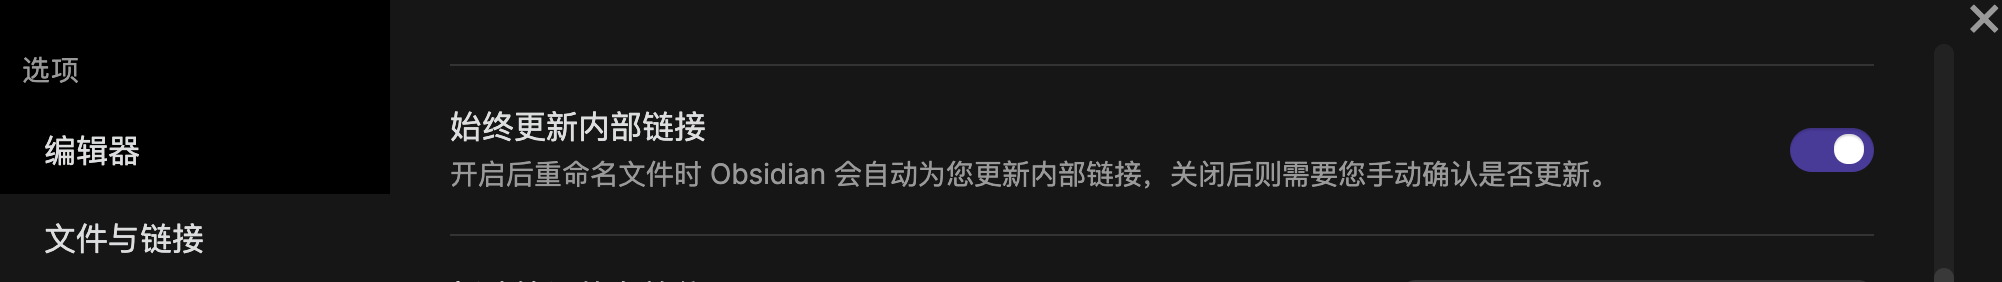 选项
编辑器
文件与链接
始终更新内部链接
开启后重命名文件时 Obsidian 会自动为您更新内部链接，关闭后则需要您手动确认是否更新。